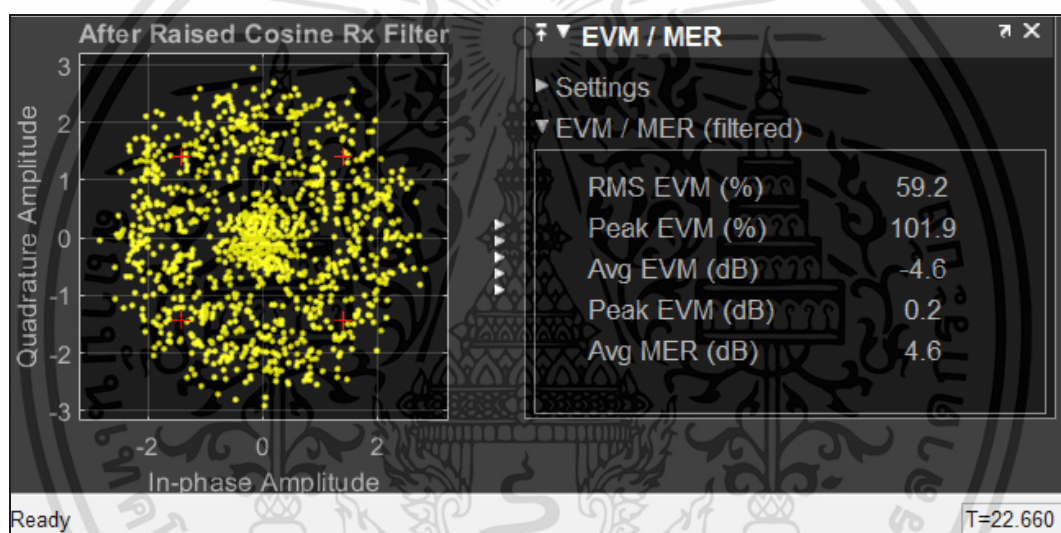 After Raised Cosine Rx Filter
Quadrature Amplitude
3
2
1
0
-1
-2
-3
-2
0
2
In-phase Amplitude
EVM / MER
Settings
EVM / MER (filtered)
RMS EVM (%) 59.2
Peak EVM (%) 101.9
Avg EVM (dB) -4.6
Peak EVM (dB) 0.2
Avg MER (dB) 4.6
Ready
T=22.660